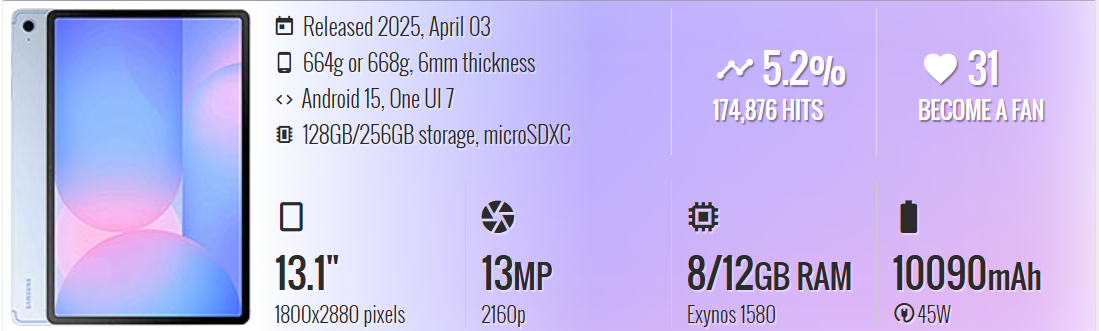 Released 2025, April 03
664g or 668g, 6mm thickness
Android 15, One UI 7
128GB/256GB storage, microSDXC
5.2%
174,876 HITS
31
BECOME A FAN
13.1"
1800x2880 pixels
13MP
2160p
8/12GB RAM
Exynos 1580
10090mAh
45W
SAMSUNG